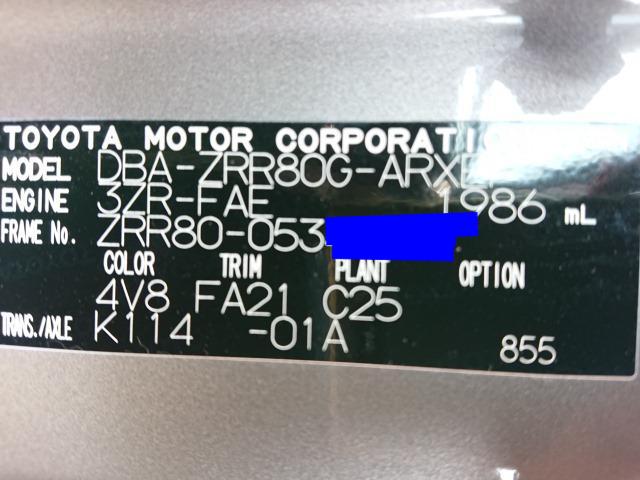 TOYOTA MOTOR CORPORATI
MODEL DBA-ZRR80G-ARX
ENGINE 3ZR-FAE 1986 mL
FRAME No. ZRR80-053
COLOR TRIM PLANT OPTION
4V8 FA21 C25
TRANS./AXLE K114 -01A 855